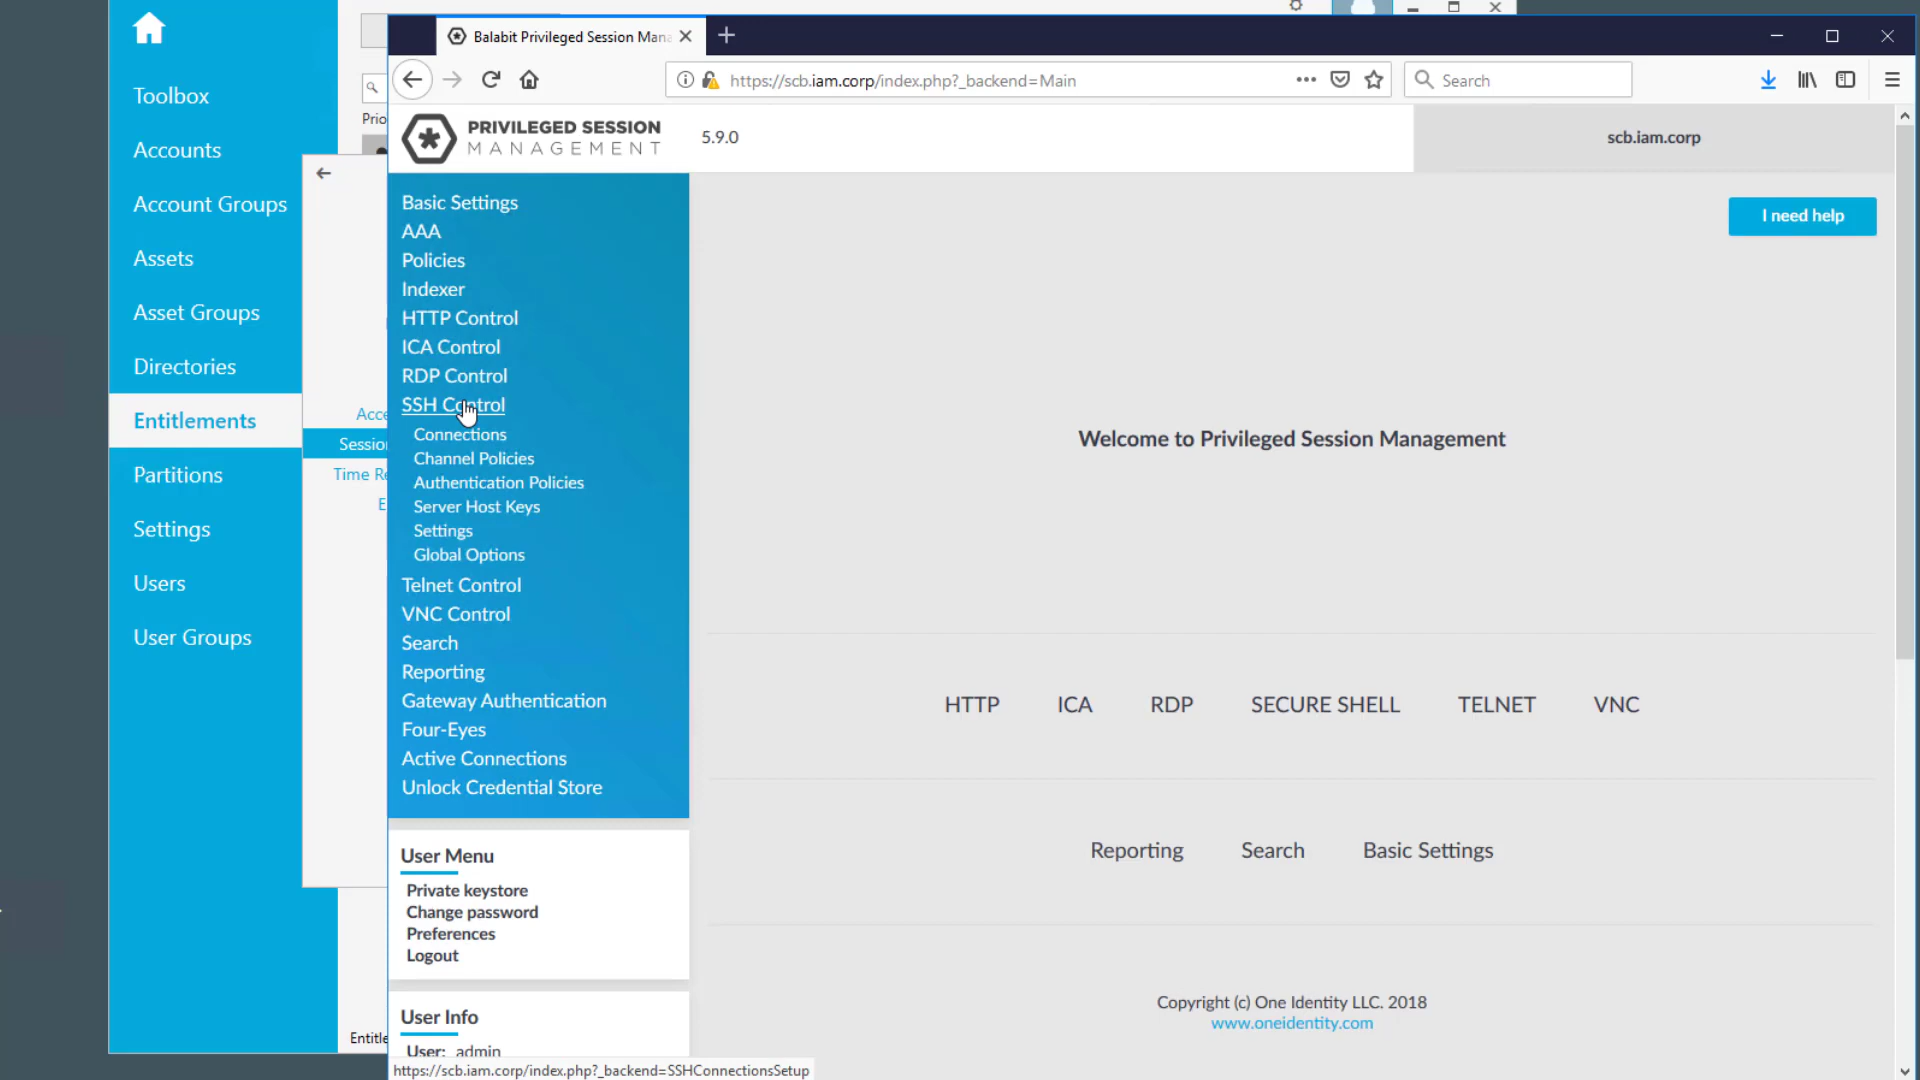 Toolbox
Accounts
Account Groups
Assets
Asset Groups
Directories
Entitlements
Partitions
Settings
Users
User Groups
Prio
Acce
Session
Time Re
E
Entitle
Balabit Privileged Session Mana
https://scb.iam.corp/index.php?_backend=Main
Search
PRIVILEGED SESSION
MANAGEMENT
5.9.0
scb.iam.corp
Basic Settings
AAA
Policies
Indexer
HTTP Control
ICA Control
RDP Control
SSH Control
Connections
Channel Policies
Authentication Policies
Server Host Keys
Settings
Global Options
Telnet Control
VNC Control
Search
Reporting
Gateway Authentication
Four-Eyes
Active Connections
Unlock Credential Store
User Menu
Private keystore
Change password
Preferences
Logout
User Info
User: admin
I need help
Welcome to Privileged Session Management
HTTP ICA RDP SECURE SHELL TELNET VNC
Reporting Search Basic Settings
Copyright (c) One Identity LLC. 2018
www.oneidentity.com
https://scb.iam.corp/index.php?_backend=SSHConnectionsSetup